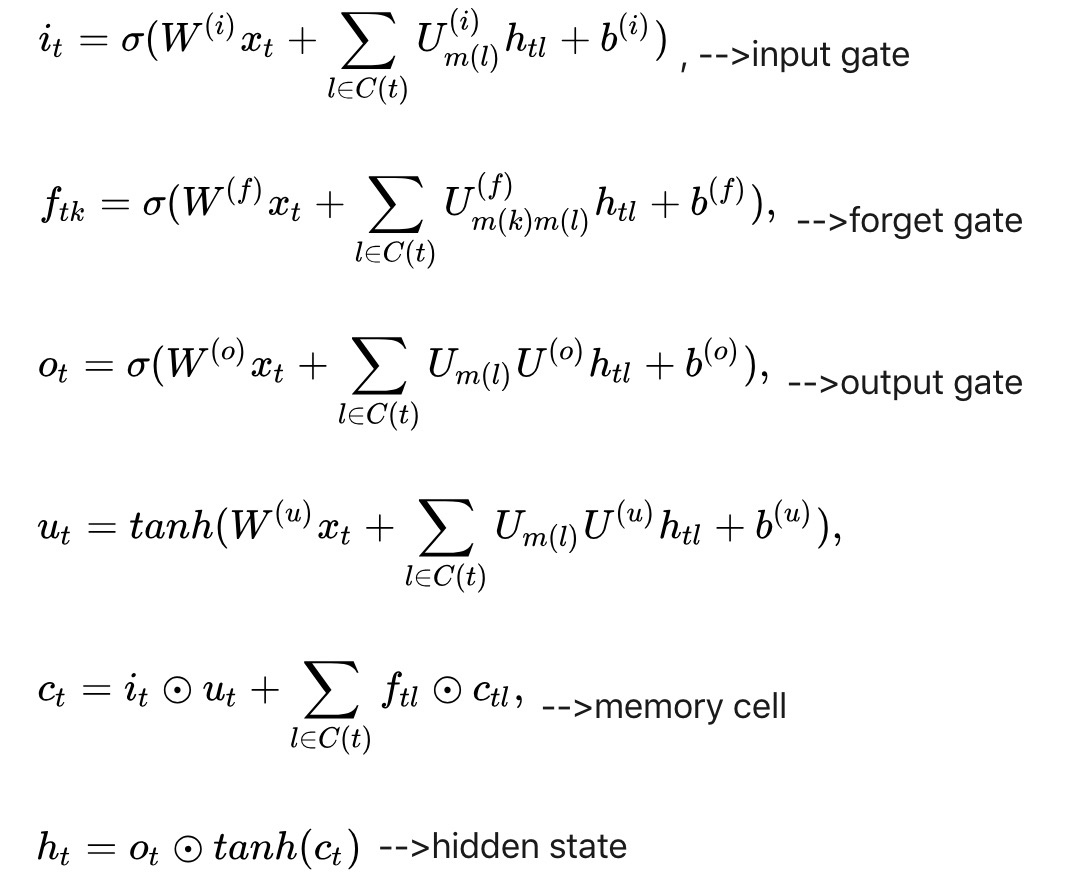 $i_t = \sigma(W^{(i)} x_t + \sum_{l \in C(t)} U^{(i)}_{m(l)} h_{tl} + b^{(i)})$ , -->input gate
$f_{tk} = \sigma(W^{(f)} x_t + \sum_{l \in C(t)} U^{(f)}_{m(k)m(l)} h_{tl} + b^{(f)}),$ -->forget gate
$o_t = \sigma(W^{(o)} x_t + \sum_{l \in C(t)} U_{m(l)} U^{(o)} h_{tl} + b^{(o)}),$ -->output gate
$u_t = tanh(W^{(u)} x_t + \sum_{l \in C(t)} U_{m(l)} U^{(u)} h_{tl} + b^{(u)}),$
$c_t = i_t \odot u_t + \sum_{l \in C(t)} f_{tl} \odot c_{tl},$ -->memory cell
$h_t = o_t \odot tanh(c_t)$ -->hidden state